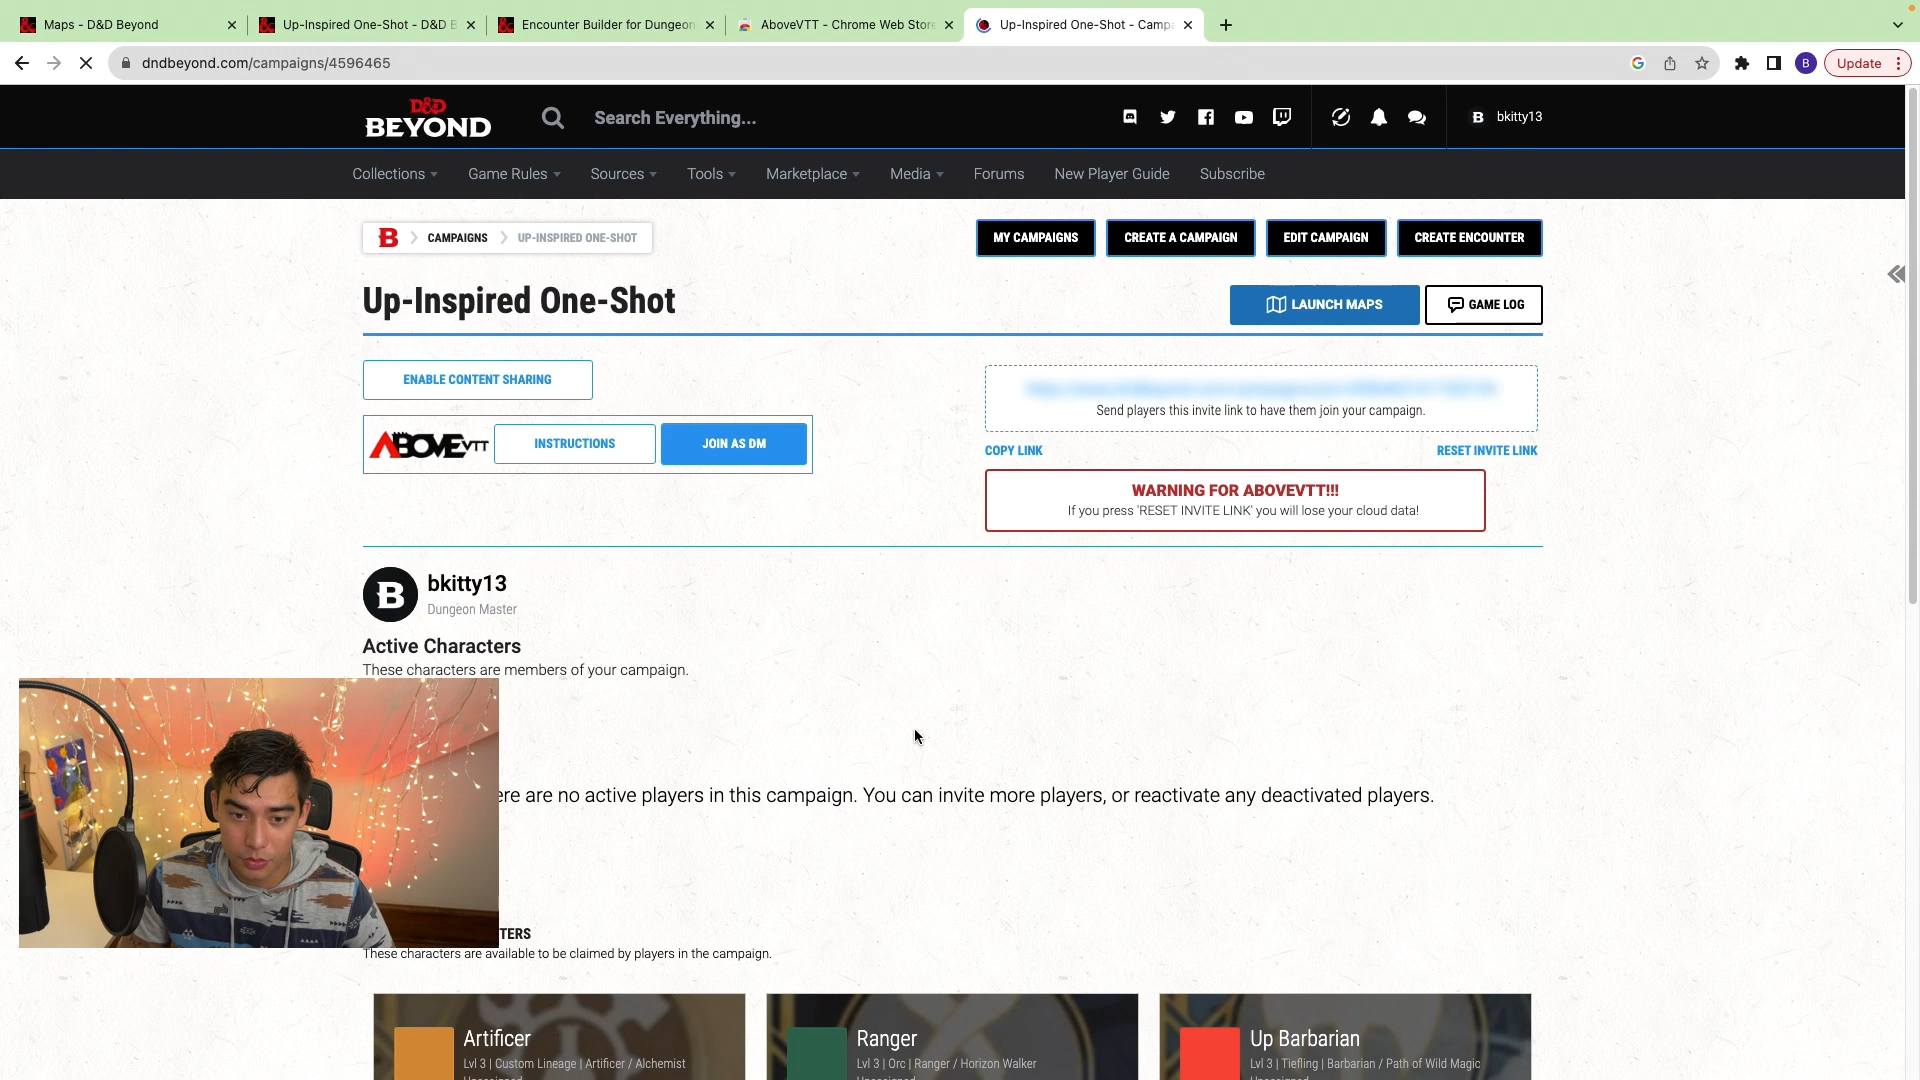 Maps - D&D Beyond
Up-Inspired One-Shot - D&D B
Encounter Builder for Dungeon
AboveVTT - Chrome Web Store
Up-Inspired One-Shot - Campa
dndbeyond.com/campaigns/4596465
B
Update
D&D
BEYOND
Search Everything...
B bkitty13
Collections
Game Rules
Sources
Tools
Marketplace
Media
Forums
New Player Guide
Subscribe
B
CAMPAIGNS
UP-INSPIRED ONE-SHOT
MY CAMPAIGNS
CREATE A CAMPAIGN
EDIT CAMPAIGN
CREATE ENCOUNTER
Up-Inspired One-Shot
LAUNCH MAPS
GAME LOG
ENABLE CONTENT SHARING
Send players this invite link to have them join your campaign.
ABOVEVTT
INSTRUCTIONS
JOIN AS DM
COPY LINK
RESET INVITE LINK
WARNING FOR ABOVEVTT!!!
If you press 'RESET INVITE LINK' you will lose your cloud data!
B
bkitty13
Dungeon Master
Active Characters
These characters are members of your campaign.
ere are no active players in this campaign. You can invite more players, or reactivate any deactivated players.
TERS
These characters are available to be claimed by players in the campaign.
Artificer
Lvl 3 | Custom Lineage | Artificer / Alchemist
Ranger
Lvl 3 | Orc | Ranger / Horizon Walker
Up Barbarian
Lvl 3 | Tiefling | Barbarian / Path of Wild Magic